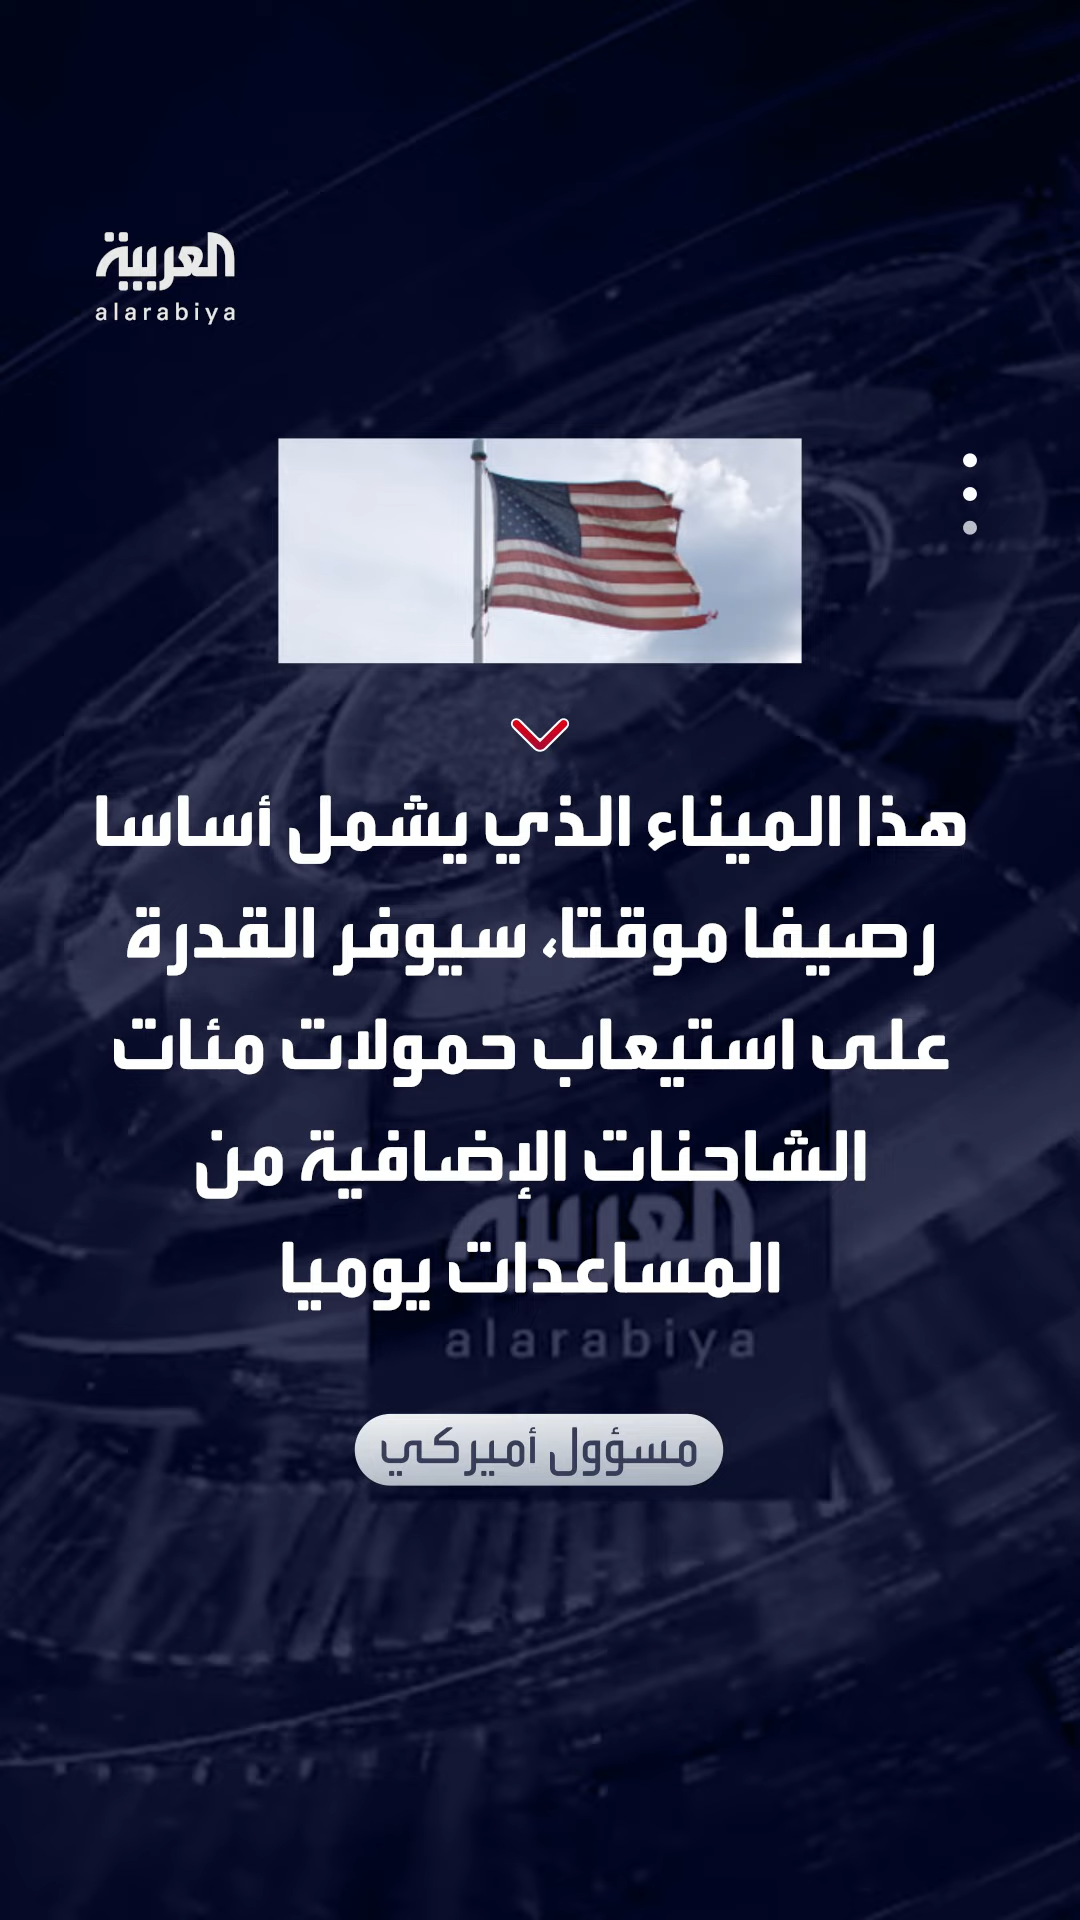 العربية
alarabiya
هذا الميناء الذي يشمل أساسا
رصيفا موقتا، سيوفر القدرة
على استيعاب حمولات مئات
الشاحنات الإضافية من
المساعدات يوميا
العربية
alarabiya
مسؤول أميركي